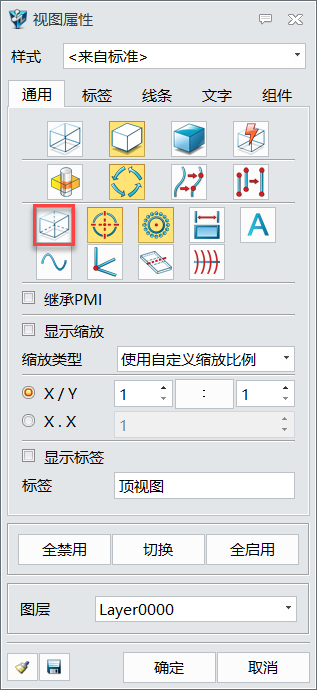 视图属性
样式 <来自标准>
通用 标签 线条 文字 组件
A
继承PMI
显示缩放
缩放类型 使用自定义缩放比例
X / Y 1 : 1
X . X 1
显示标签
标签 顶视图
全禁用 切换 全启用
图层 Layer0000
确定 取消